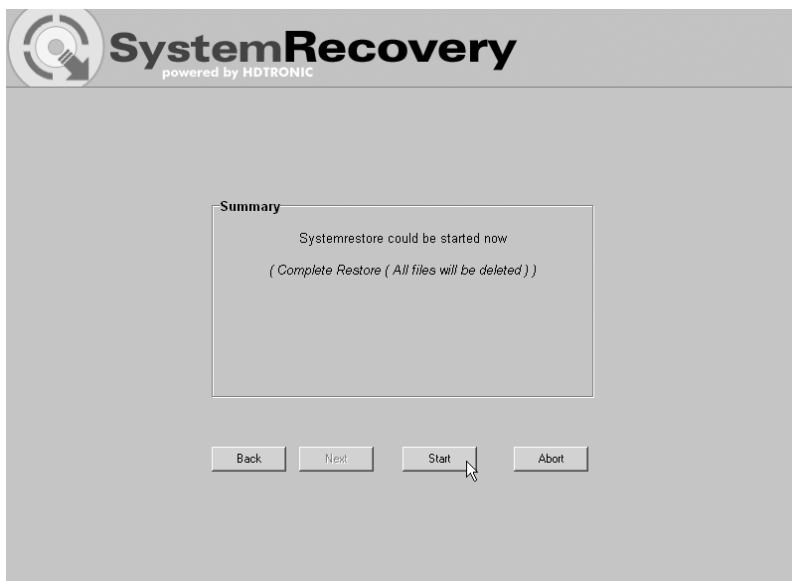 SystemRecovery
powered by HDTRONIC
Summary
Systemrestore could be started now
( Complete Restore ( All files will be deleted ) )
Back Next Start Abort